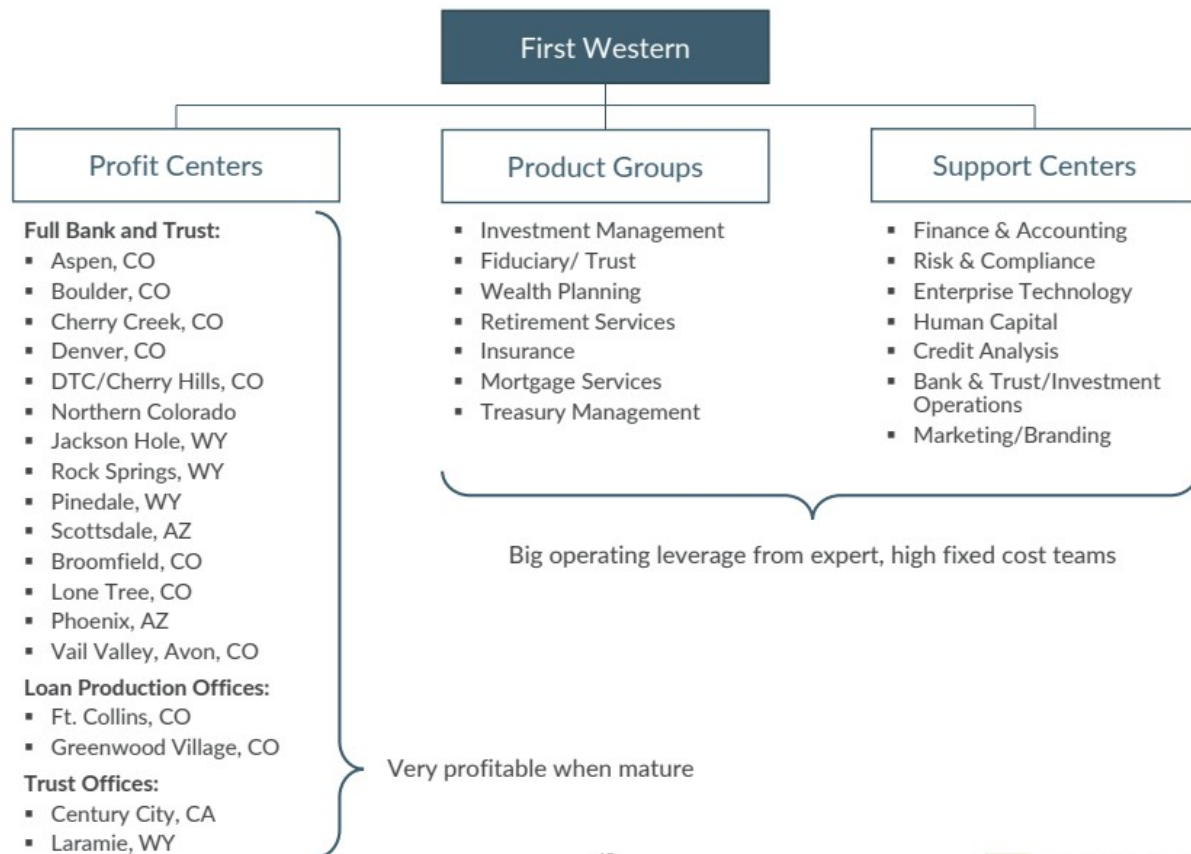 First Western
Profit Centers
Full Bank and Trust:
▪ Aspen, CO
▪ Boulder, CO
▪ Cherry Creek, CO
▪ Denver, CO
▪ DTC/Cherry Hills, CO
▪ Northern Colorado
▪ Jackson Hole, WY
▪ Rock Springs, WY
▪ Pinedale, WY
▪ Scottsdale, AZ
▪ Broomfield, CO
▪ Lone Tree, CO
▪ Phoenix, AZ
▪ Vail Valley, Avon, CO
Loan Production Offices:
▪ Ft. Collins, CO
▪ Greenwood Village, CO
Trust Offices:
▪ Century City, CA
▪ Laramie, WY
Very profitable when mature
Product Groups
▪ Investment Management
▪ Fiduciary/ Trust
▪ Wealth Planning
▪ Retirement Services
▪ Insurance
▪ Mortgage Services
▪ Treasury Management
Support Centers
▪ Finance & Accounting
▪ Risk & Compliance
▪ Enterprise Technology
▪ Human Capital
▪ Credit Analysis
▪ Bank & Trust/Investment
Operations
▪ Marketing/Branding
Big operating leverage from expert, high fixed cost teams